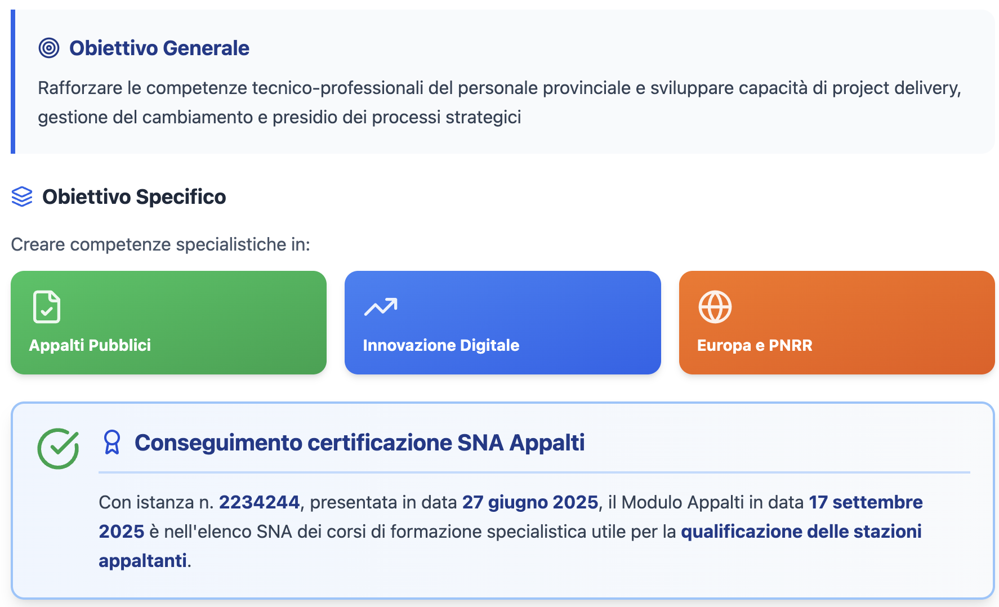 Obiettivo Generale
Rafforzare le competenze tecnico-professionali del personale provinciale e sviluppare capacità di project delivery,
gestione del cambiamento e presidio dei processi strategici
Obiettivo Specifico
Creare competenze specialistiche in:
Appalti Pubblici
Innovazione Digitale
Europa e PNRR
Conseguimento certificazione SNA Appalti
Con istanza n. 2234244, presentata in data 27 giugno 2025, il Modulo Appalti in data 17 settembre
2025 è nell'elenco SNA dei corsi di formazione specialistica utile per la qualificazione delle stazioni
appaltanti.